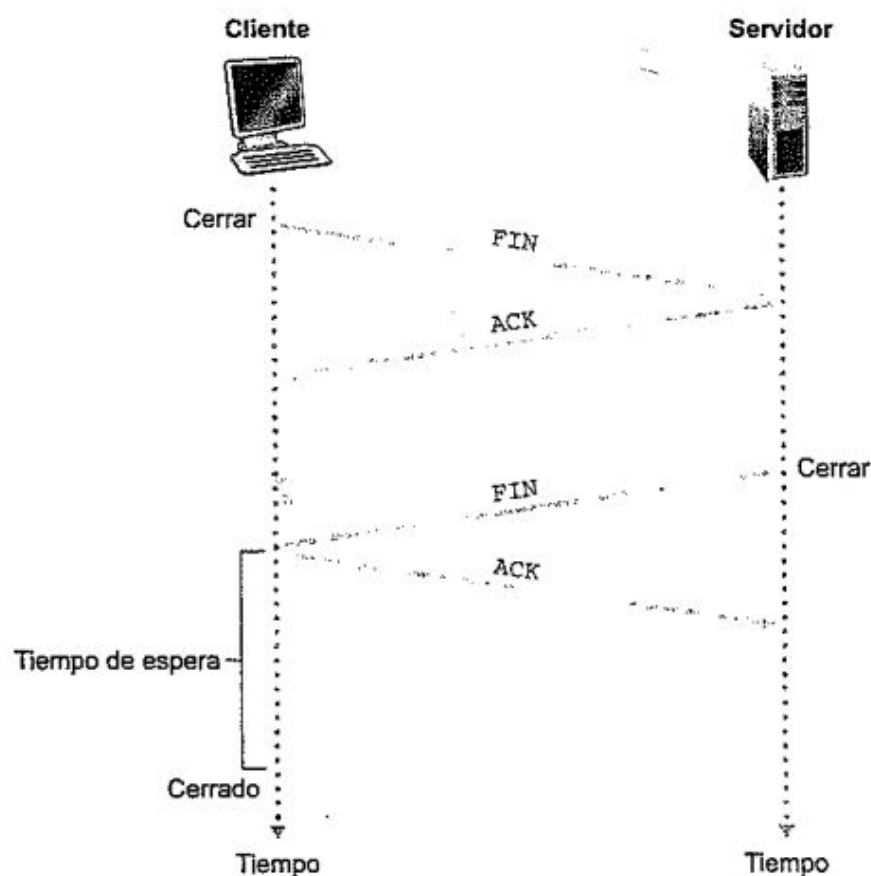 Cliente
Servidor
Cerrar
FIN
ACK
Cerrar
FIN
ACK
Tiempo de espera
Cerrado
Tiempo
Tiempo